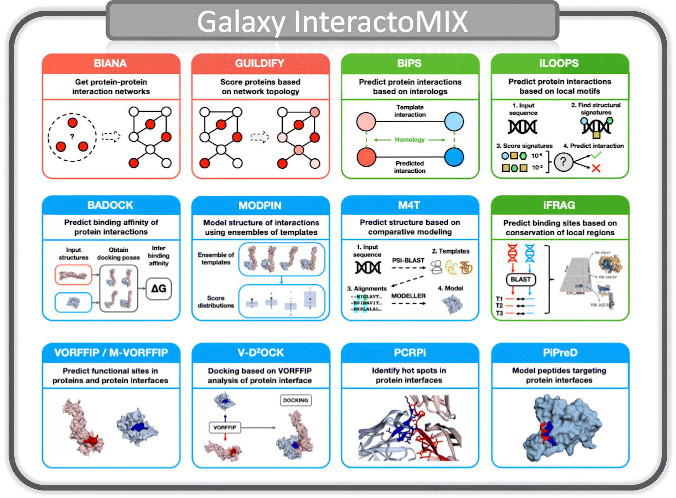 Galaxy InteractoMIX
BIANA
Get protein-protein
interaction networks
?
GUILDIFY
Score proteins based
on network topology
BIPS
Predict protein interactions
based on interologs
Template
interaction
Homology
Predicted
interaction
iLOOPS
Predict protein interactions
based on local motifs
1. Input
sequence
2. Find structural
signatures
3. Score signatures
4. Predict interaction
?
BADOCK
Predict binding affinity of
protein interactions
Input
structures
Obtain
docking poses
Infer
binding
affinity
ΔG
MODPIN
Model structure of interactions
using ensembles of templates
Ensemble of
templates
Score
distributions
M4T
Predict structure based on
comparative modeling
1. Input
sequence
PSI-BLAST
2. Templates
3. Alignments
MODELLER
4. Model
iFRAG
Predict binding sites based on
conservation of local regions
BLAST
T1
T2
T3
VORFFIP / M-VORFFIP
Predict functional sites in
proteins and protein interfaces
V-D²OCK
Docking based on VORFFIP
analysis of protein interface
DOCKING
VORFFIP
PCRPi
Identify hot spots in
protein interfaces
PiPreD
Model peptides targeting
protein interfaces